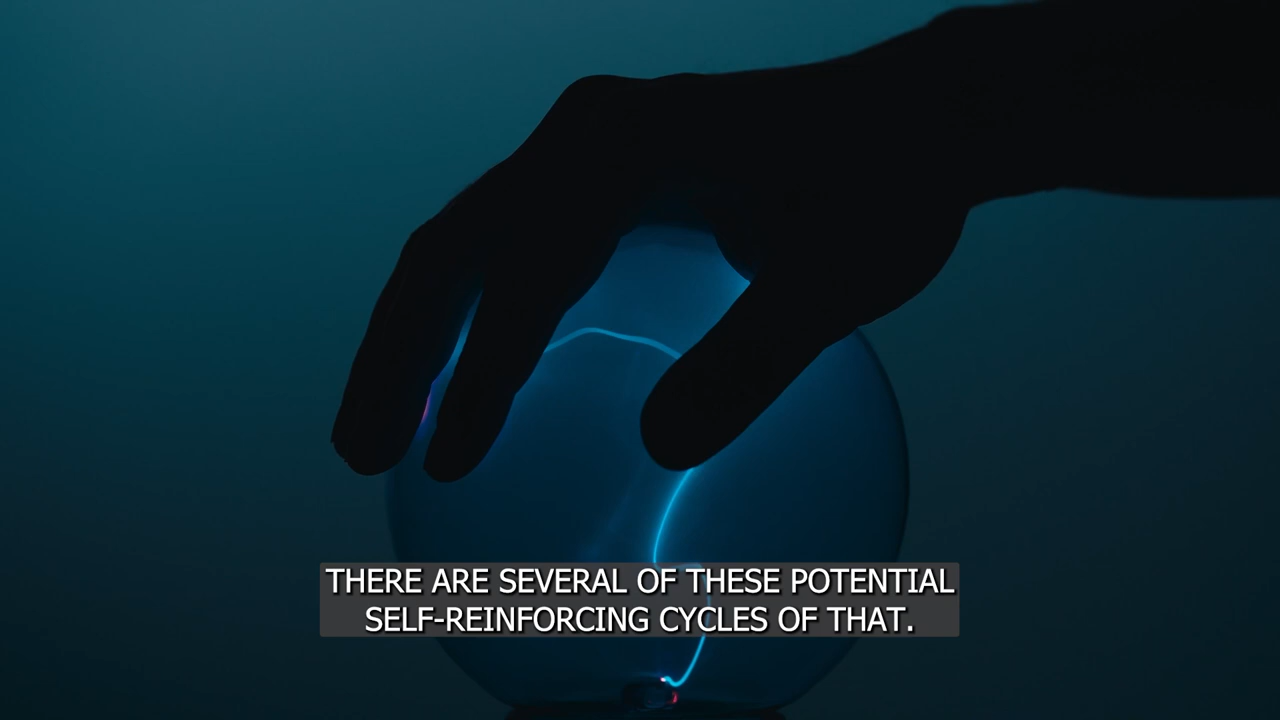 THERE ARE SEVERAL OF THESE POTENTIAL
SELF-REINFORCING CYCLES OF THAT.